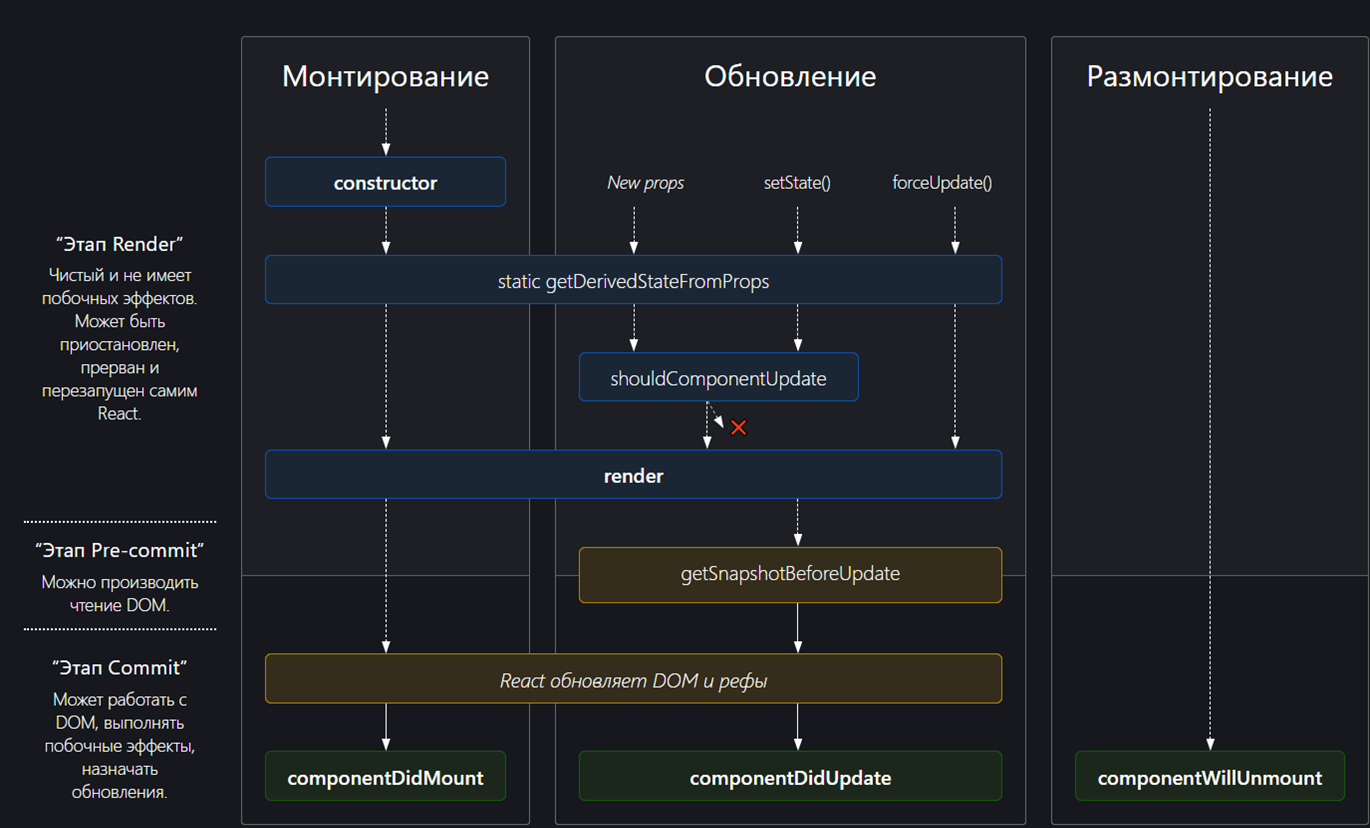 Монтирование
Обновление
Размонтирование
constructor
New props
setState()
forceUpdate()
“Этап Render”
Чистый и не имеет
побочных эффектов.
Может быть
приостановлен,
прерван и
перезапущен самим
React.
static getDerivedStateFromProps
shouldComponentUpdate
render
“Этап Pre-commit”
Можно производить
чтение DOM.
getSnapshotBeforeUpdate
“Этап Commit”
Может работать с
DOM, выполнять
побочные эффекты,
назначать
обновления.
React обновляет DOM и рефы
componentDidMount
componentDidUpdate
componentWillUnmount